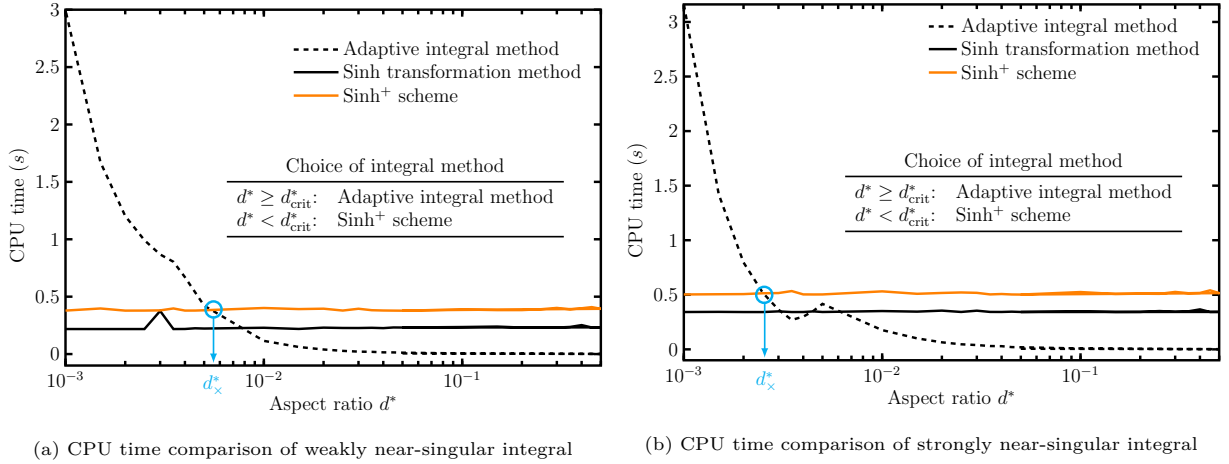 3
2.5
2
1.5
1
0.5
0
CPU time (s)
Adaptive integral method
Sinh transformation method
Sinh⁺ scheme
Choice of integral method
d* ≥ d*crit: Adaptive integral method
d* < d*crit: Sinh⁺ scheme
10⁻³
d*×
10⁻²
10⁻¹
Aspect ratio d*
(a) CPU time comparison of weakly near-singular integral
3
2.5
2
1.5
1
0.5
0
CPU time (s)
Adaptive integral method
Sinh transformation method
Sinh⁺ scheme
Choice of integral method
d* ≥ d*crit: Adaptive integral method
d* < d*crit: Sinh⁺ scheme
10⁻³
d*×
10⁻²
10⁻¹
Aspect ratio d*
(b) CPU time comparison of strongly near-singular integral